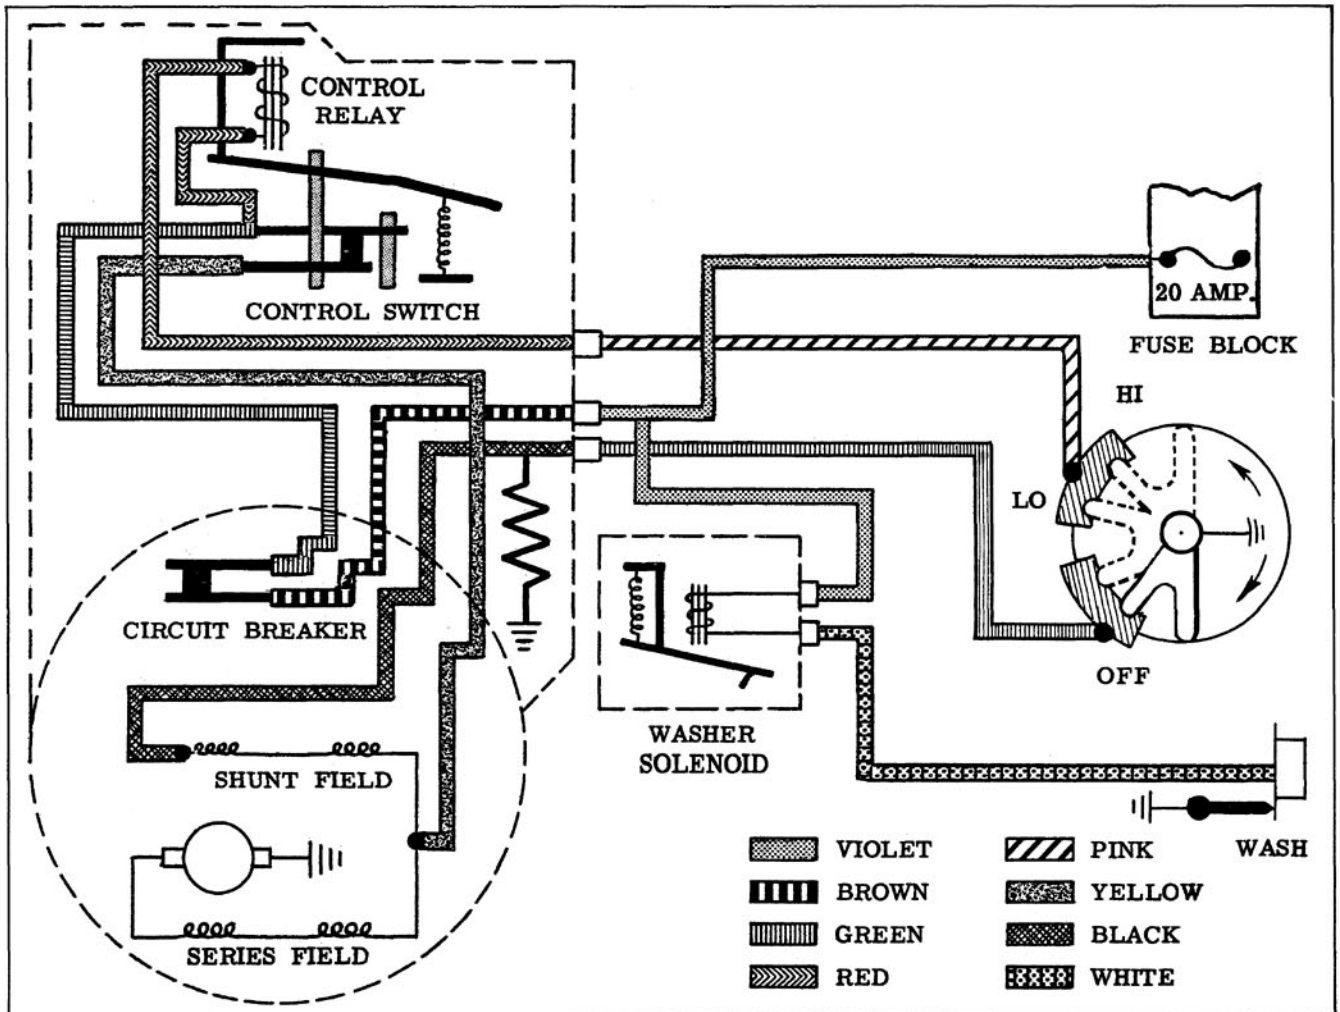 CONTROL
RELAY
CONTROL SWITCH
20 AMP.
FUSE BLOCK
HI
LO
OFF
CIRCUIT BREAKER
WASHER
SOLENOID
SHUNT FIELD
SERIES FIELD
WASH
VIOLET
PINK
BROWN
YELLOW
GREEN
BLACK
RED
WHITE